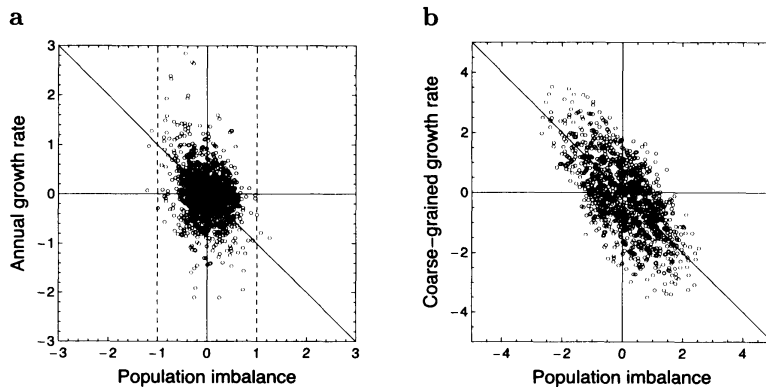 a
b
3
2
1
0
−1
−2
−3
Annual growth rate
−3 −2 −1 0 1 2 3
Population imbalance
4
2
0
−2
−4
Coarse−grained growth rate
−4 −2 0 2 4
Population imbalance